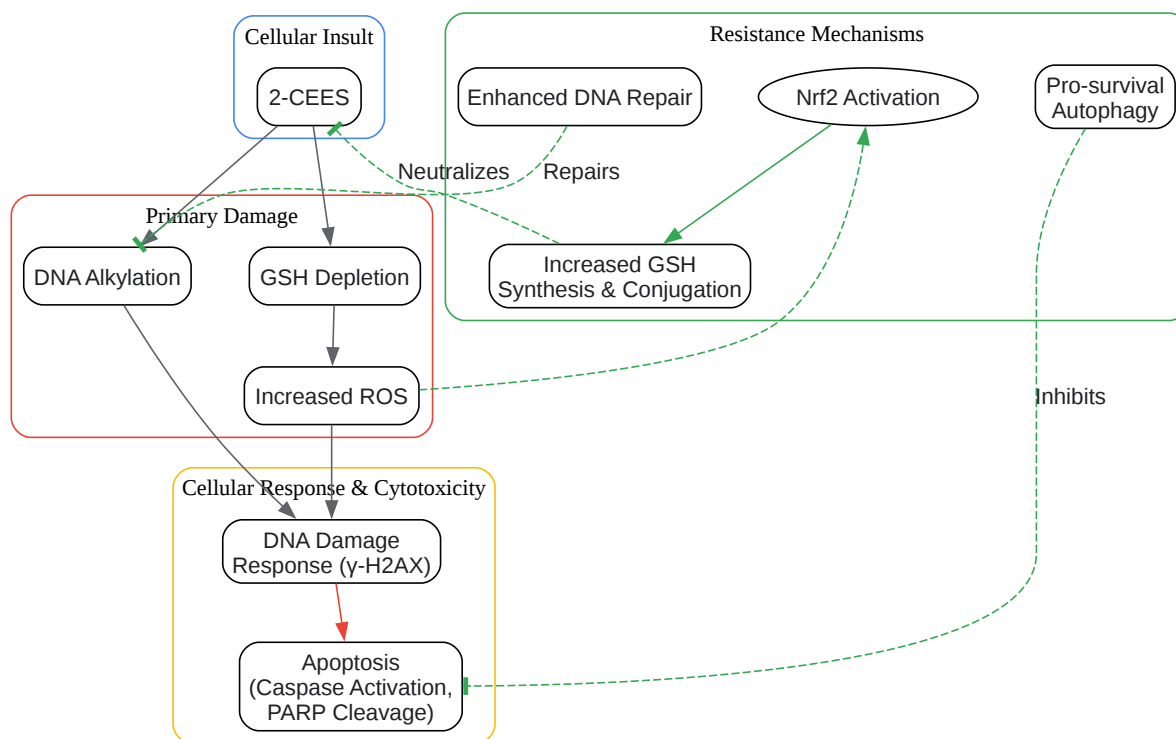 Cellular Insult
Resistance Mechanisms
2-CEES
Enhanced DNA Repair
Nrf2 Activation
Pro-survival
Autophagy
Neutralizes
Repairs
Primary Damage
DNA Alkylation
GSH Depletion
Increased GSH
Synthesis & Conjugation
Increased ROS
Inhibits
Cellular Response & Cytotoxicity
DNA Damage
Response (γ-H2AX)
Apoptosis
(Caspase Activation,
PARP Cleavage)